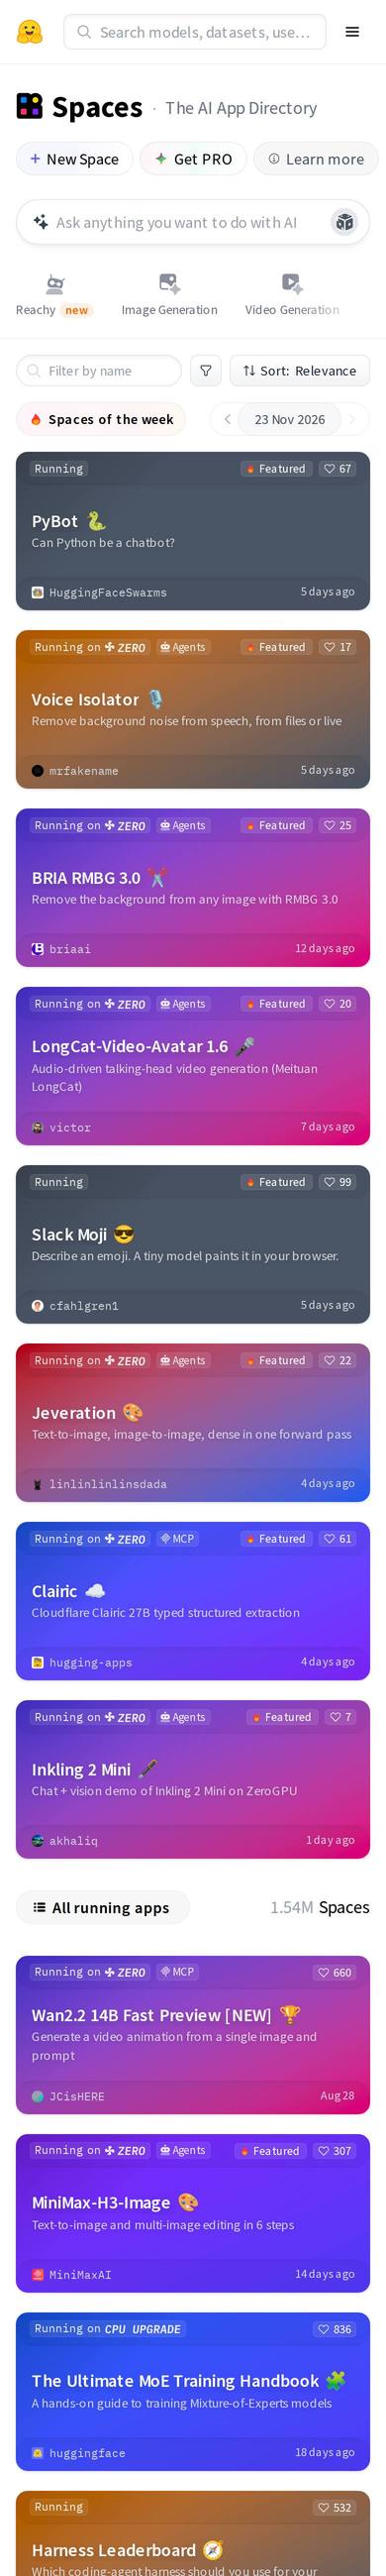 Search models, datasets, use…
Spaces · The AI App Directory
New Space
Get PRO
Learn more
Ask anything you want to do with AI
Reachy new
Image Generation
Video Generation
Filter by name
Sort: Relevance
Spaces of the week
23 Nov 2026
Running
Featured
67
PyBot 🐍
Can Python be a chatbot?
HuggingFaceSwarms
5 days ago
Running on ZERO
Agents
Featured
17
Voice Isolator 🎙️
Remove background noise from speech, from files or live
mrfakename
5 days ago
Running on ZERO
Agents
Featured
25
BRIA RMBG 3.0 ✂️
Remove the background from any image with RMBG 3.0
briaai
12 days ago
Running on ZERO
Agents
Featured
20
LongCat-Video-Avatar 1.6 🎤
Audio-driven talking-head video generation (Meituan
LongCat)
victor
7 days ago
Running
Featured
99
Slack Moji 😎
Describe an emoji. A tiny model paints it in your browser.
cfahlgren1
5 days ago
Running on ZERO
Agents
Featured
22
Jeveration 🎨
Text-to-image, image-to-image, dense in one forward pass
linlinlinlinsdada
4 days ago
Running on ZERO
MCP
Featured
61
Clairic ☁️
Cloudflare Clairic 27B typed structured extraction
hugging-apps
4 days ago
Running on ZERO
Agents
Featured
7
Inkling 2 Mini 🖋️
Chat + vision demo of Inkling 2 Mini on ZeroGPU
akhaliq
1 day ago
All running apps
1.54M Spaces
Running on ZERO
MCP
660
Wan2.2 14B Fast Preview [NEW] 🏆
Generate a video animation from a single image and
prompt
JCisHERE
Aug 28
Running on ZERO
Agents
Featured
307
MiniMax-H3-Image 🎨
Text-to-image and multi-image editing in 6 steps
MiniMaxAI
14 days ago
Running on CPU UPGRADE
836
The Ultimate MoE Training Handbook 🧩
A hands-on guide to training Mixture-of-Experts models
huggingface
18 days ago
Running
532
Harness Leaderboard 🧭
Which coding-agent harness should you use for your